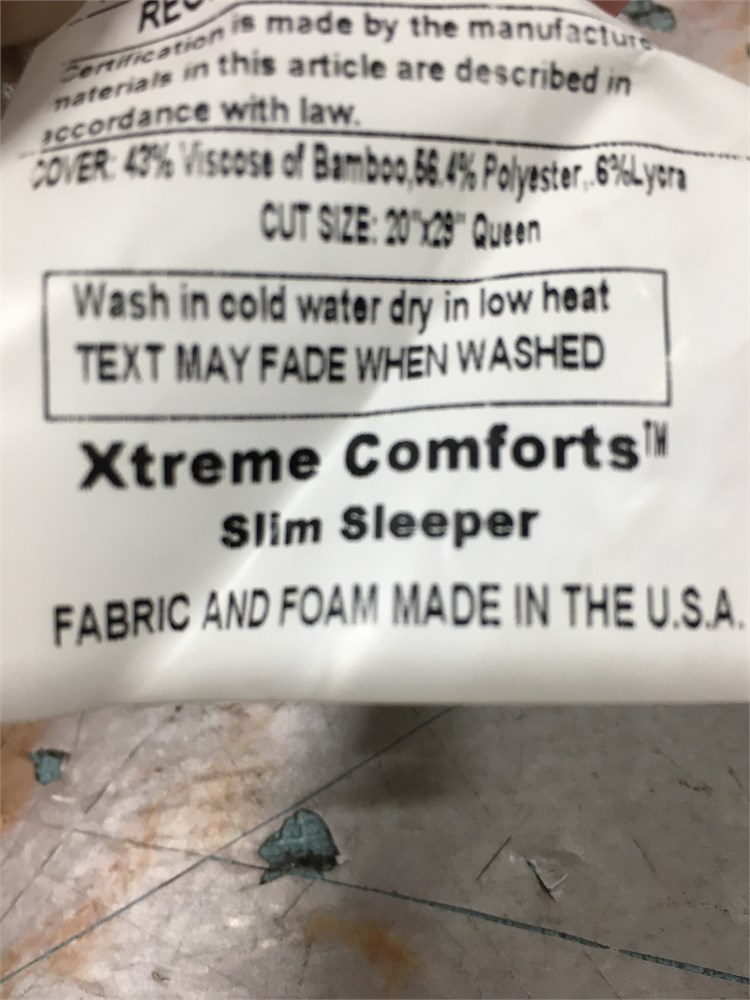 Certification is made by the manufacture
materials in this article are described in
accordance with law.
COVER: 43% Viscose of Bamboo,56.4% Polyester,.6%Lycra
CUT SIZE: 20"x29" Queen
Wash in cold water dry in low heat
TEXT MAY FADE WHEN WASHED
Xtreme Comforts™
Slim Sleeper
FABRIC AND FOAM MADE IN THE U.S.A.